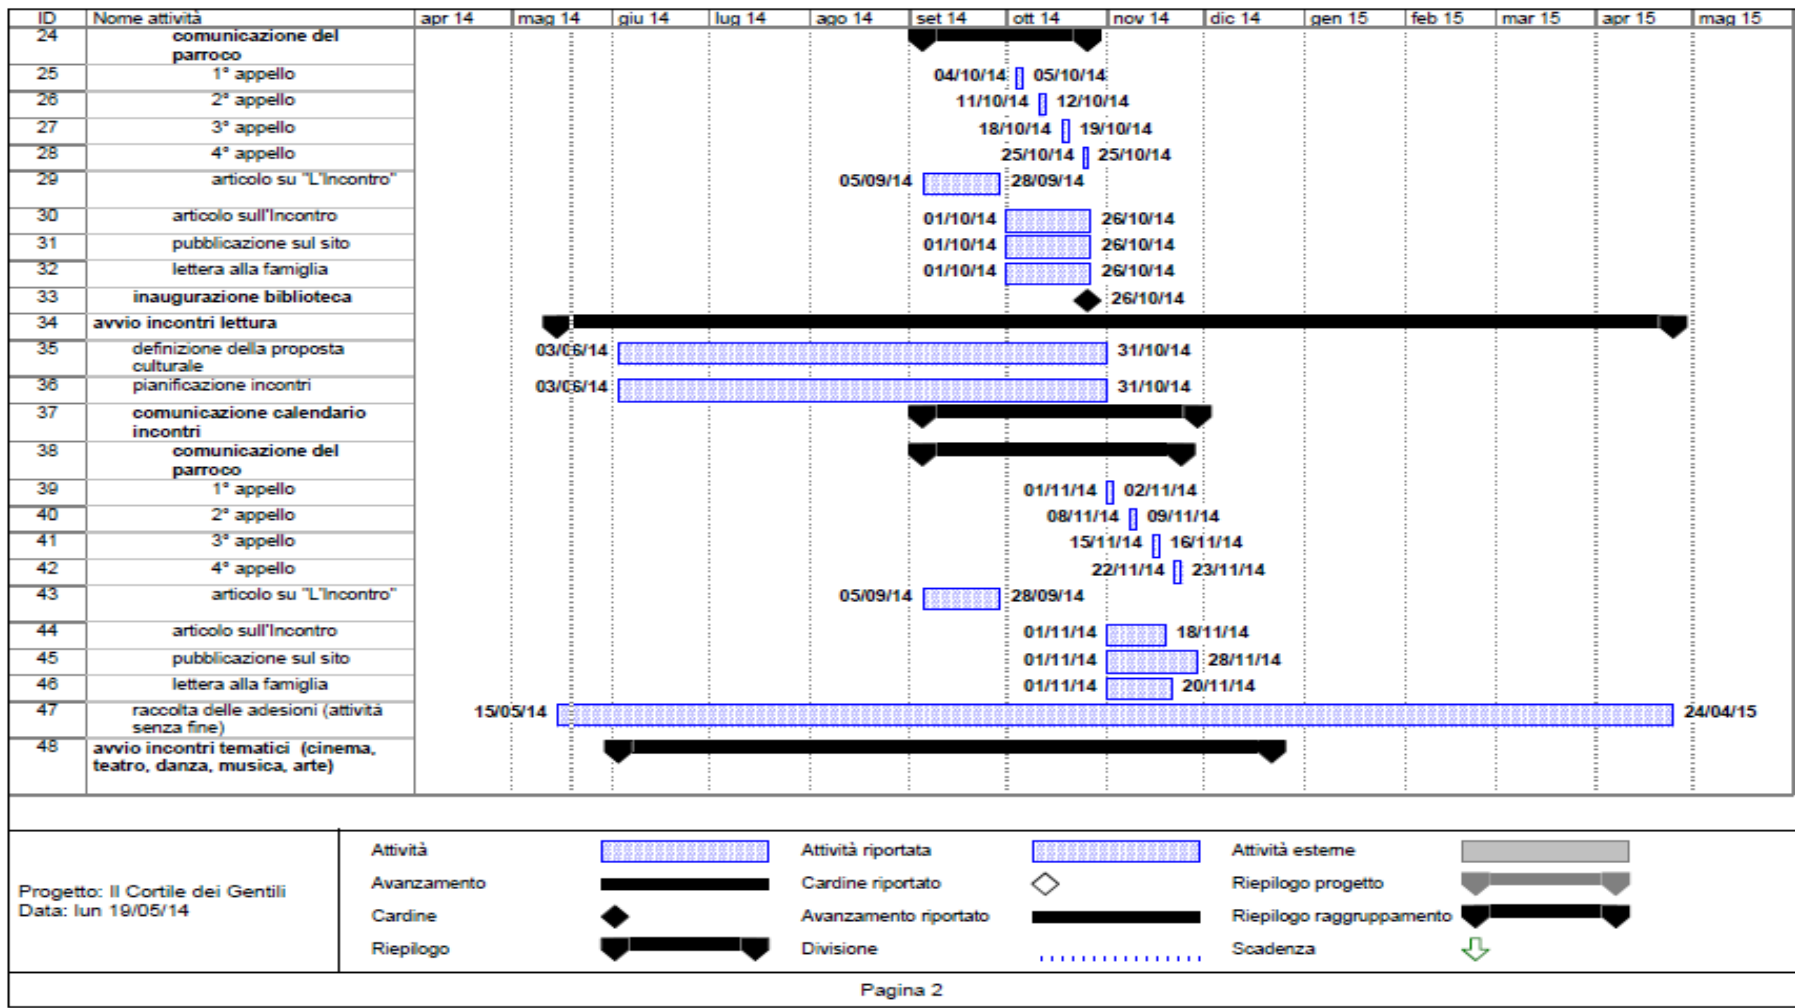 ID Nome attività apr 14 mag 14 giu 14 lug 14 ago 14 set 14 ott 14 nov 14 dic 14 gen 15 feb 15 mar 15 apr 15 mag 15
24 comunicazione del
parroco
25 1° appello 04/10/14 05/10/14
26 2° appello 11/10/14 12/10/14
27 3° appello 18/10/14 19/10/14
28 4° appello 25/10/14 25/10/14
29 articolo su "L'Incontro" 05/09/14 28/09/14
30 articolo sull'Incontro 01/10/14 26/10/14
31 pubblicazione sul sito 01/10/14 26/10/14
32 lettera alla famiglia 01/10/14 26/10/14
33 inaugurazione biblioteca 26/10/14
34 avvio incontri lettura
35 definizione della proposta 03/06/14 31/10/14
culturale
36 pianificazione incontri 03/06/14 31/10/14
37 comunicazione calendario
incontri
38 comunicazione del
parroco
39 1° appello 01/11/14 02/11/14
40 2° appello 08/11/14 09/11/14
41 3° appello 15/11/14 16/11/14
42 4° appello 22/11/14 23/11/14
43 articolo su "L'Incontro" 05/09/14 28/09/14
44 articolo sull'Incontro 01/11/14 18/11/14
45 pubblicazione sul sito 01/11/14 28/11/14
46 lettera alla famiglia 01/11/14 20/11/14
47 raccolta delle adesioni (attività 15/05/14 24/04/15
senza fine)
48 avvio incontri tematici (cinema,
teatro, danza, musica, arte)
Progetto: Il Cortile dei Gentili
Data: lun 19/05/14
Attività Attività riportata Attività esterne
Avanzamento Cardine riportato Riepilogo progetto
Cardine Avanzamento riportato Riepilogo raggruppamento
Riepilogo Divisione Scadenza
Pagina 2